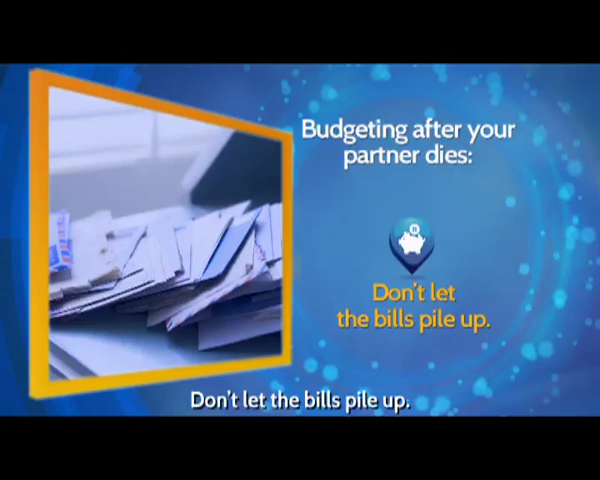 Budgeting after your
partner dies:
Don't let
the bills pile up.
Don't let the bills pile up.